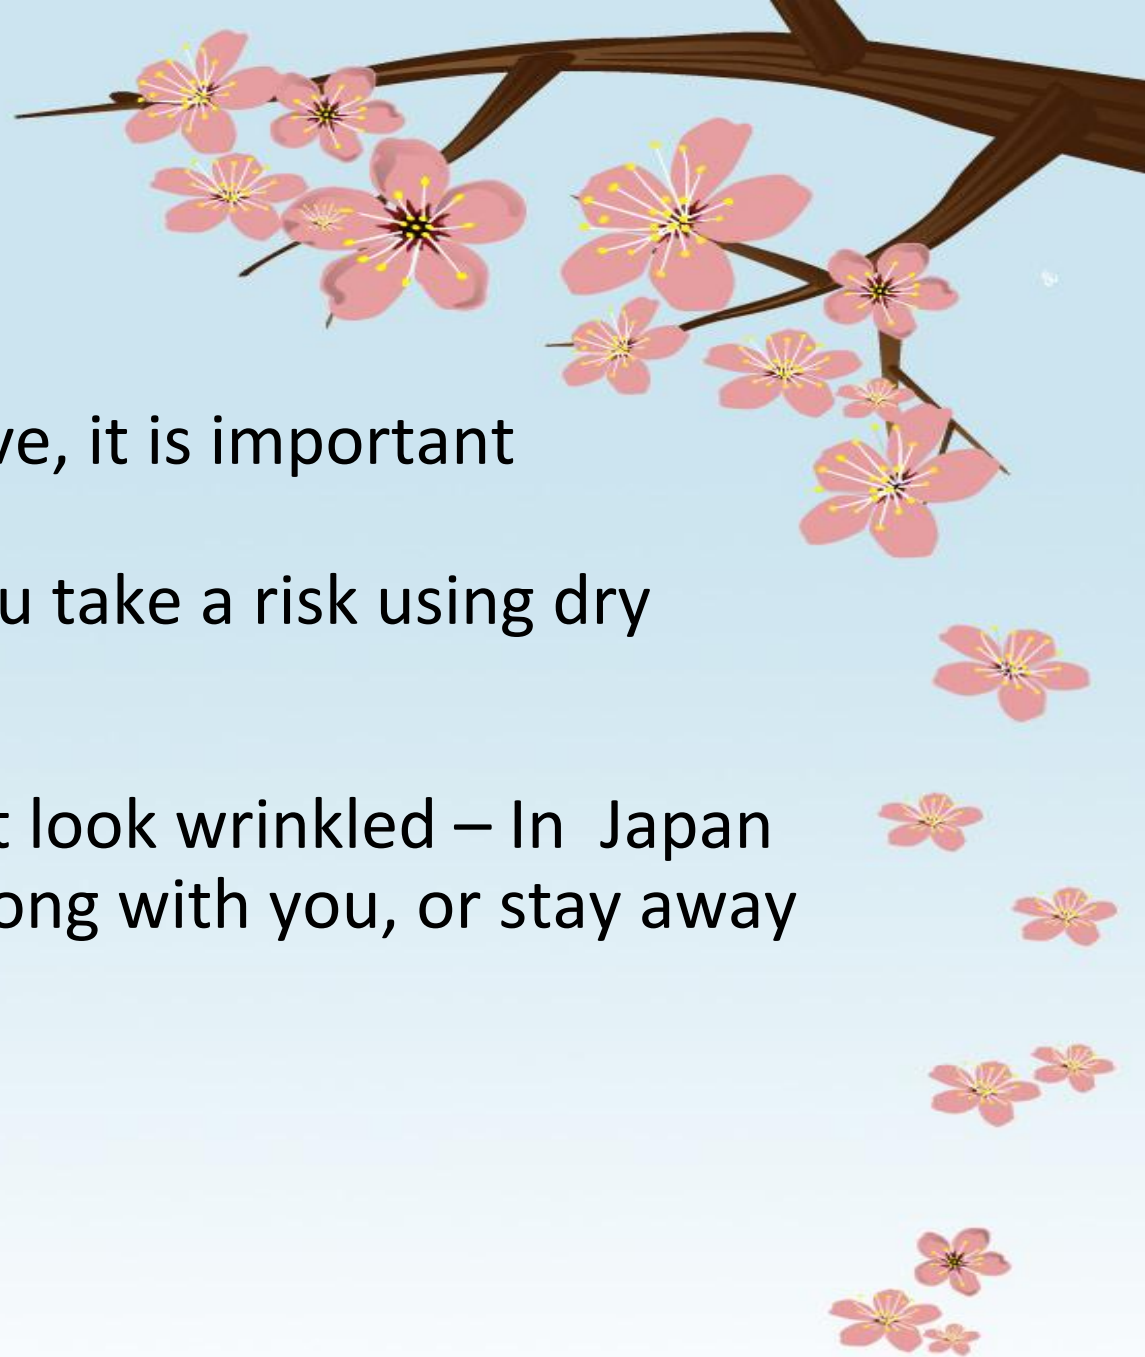 ve, it is important
u take a risk using dry
t look wrinkled – In  Japan
ong with you, or stay away